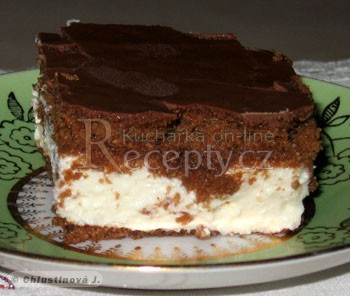 Kuchařka on-line
Recepty.cz
© Chlustinová J.